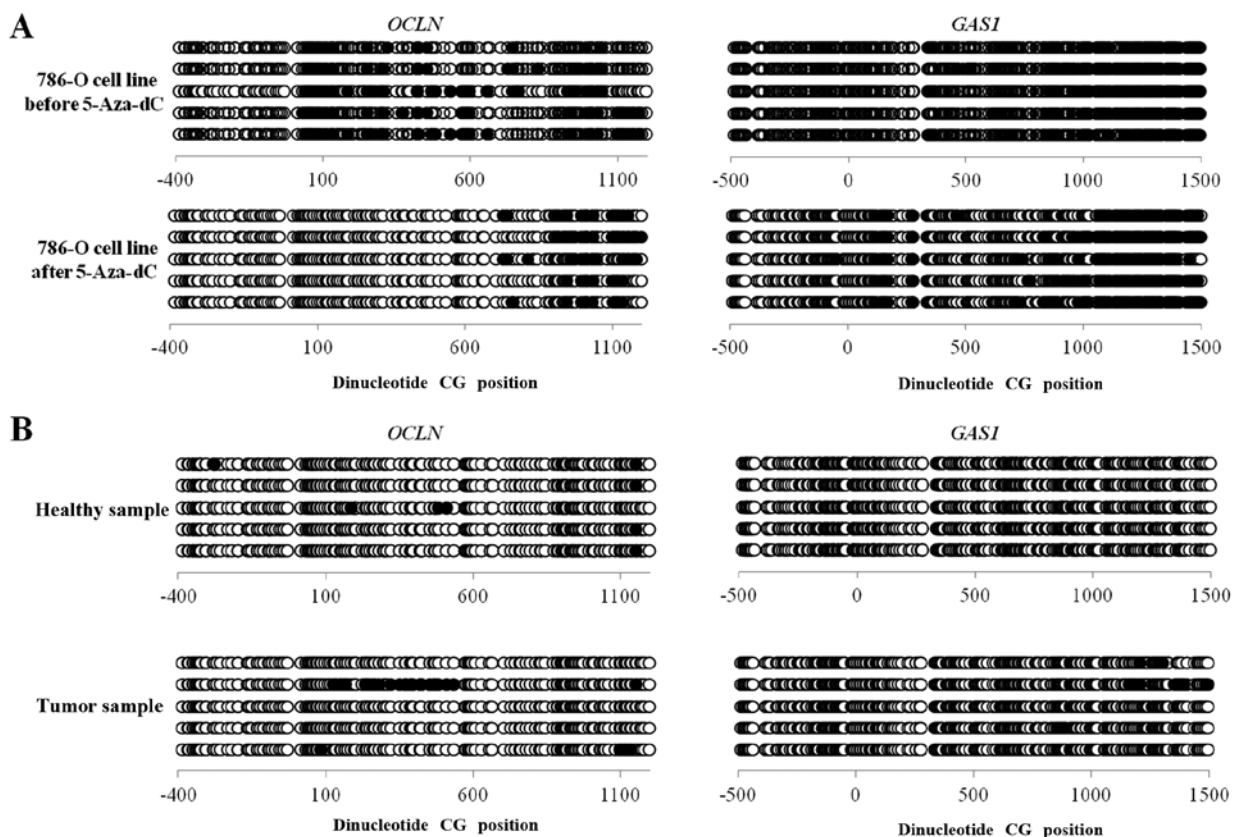 A
OCLN
GAS1
786-O cell line
before 5-Aza-dC
-400 100 600 1100
-500 0 500 1000 1500
786-O cell line
after 5-Aza-dC
-400 100 600 1100
-500 0 500 1000 1500
Dinucleotide CG position
Dinucleotide CG position
B
OCLN
GAS1
Healthy sample
-400 100 600 1100
-500 0 500 1000 1500
Tumor sample
-400 100 600 1100
-500 0 500 1000 1500
Dinucleotide CG position
Dinucleotide CG position